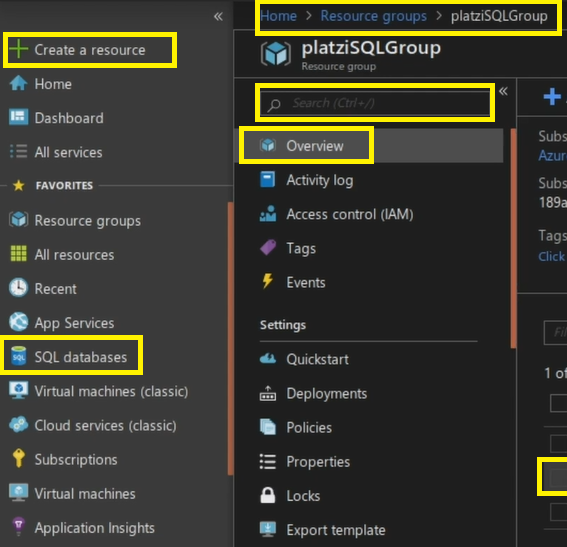 «
Create a resource
Home
Dashboard
All services
FAVORITES
Resource groups
All resources
Recent
App Services
SQL
SQL databases
Virtual machines (classic)
Cloud services (classic)
Subscriptions
Virtual machines
Application Insights
Home > Resource groups > platziSQLGroup
platziSQLGroup
Resource group
Search (Ctrl+/)
«
Overview
Activity log
Access control (IAM)
Tags
Events
Settings
Quickstart
Deployments
Policies
Properties
Locks
Export template
Subs
Azur
Subs
189a
Tags
Click
Fil
1 of